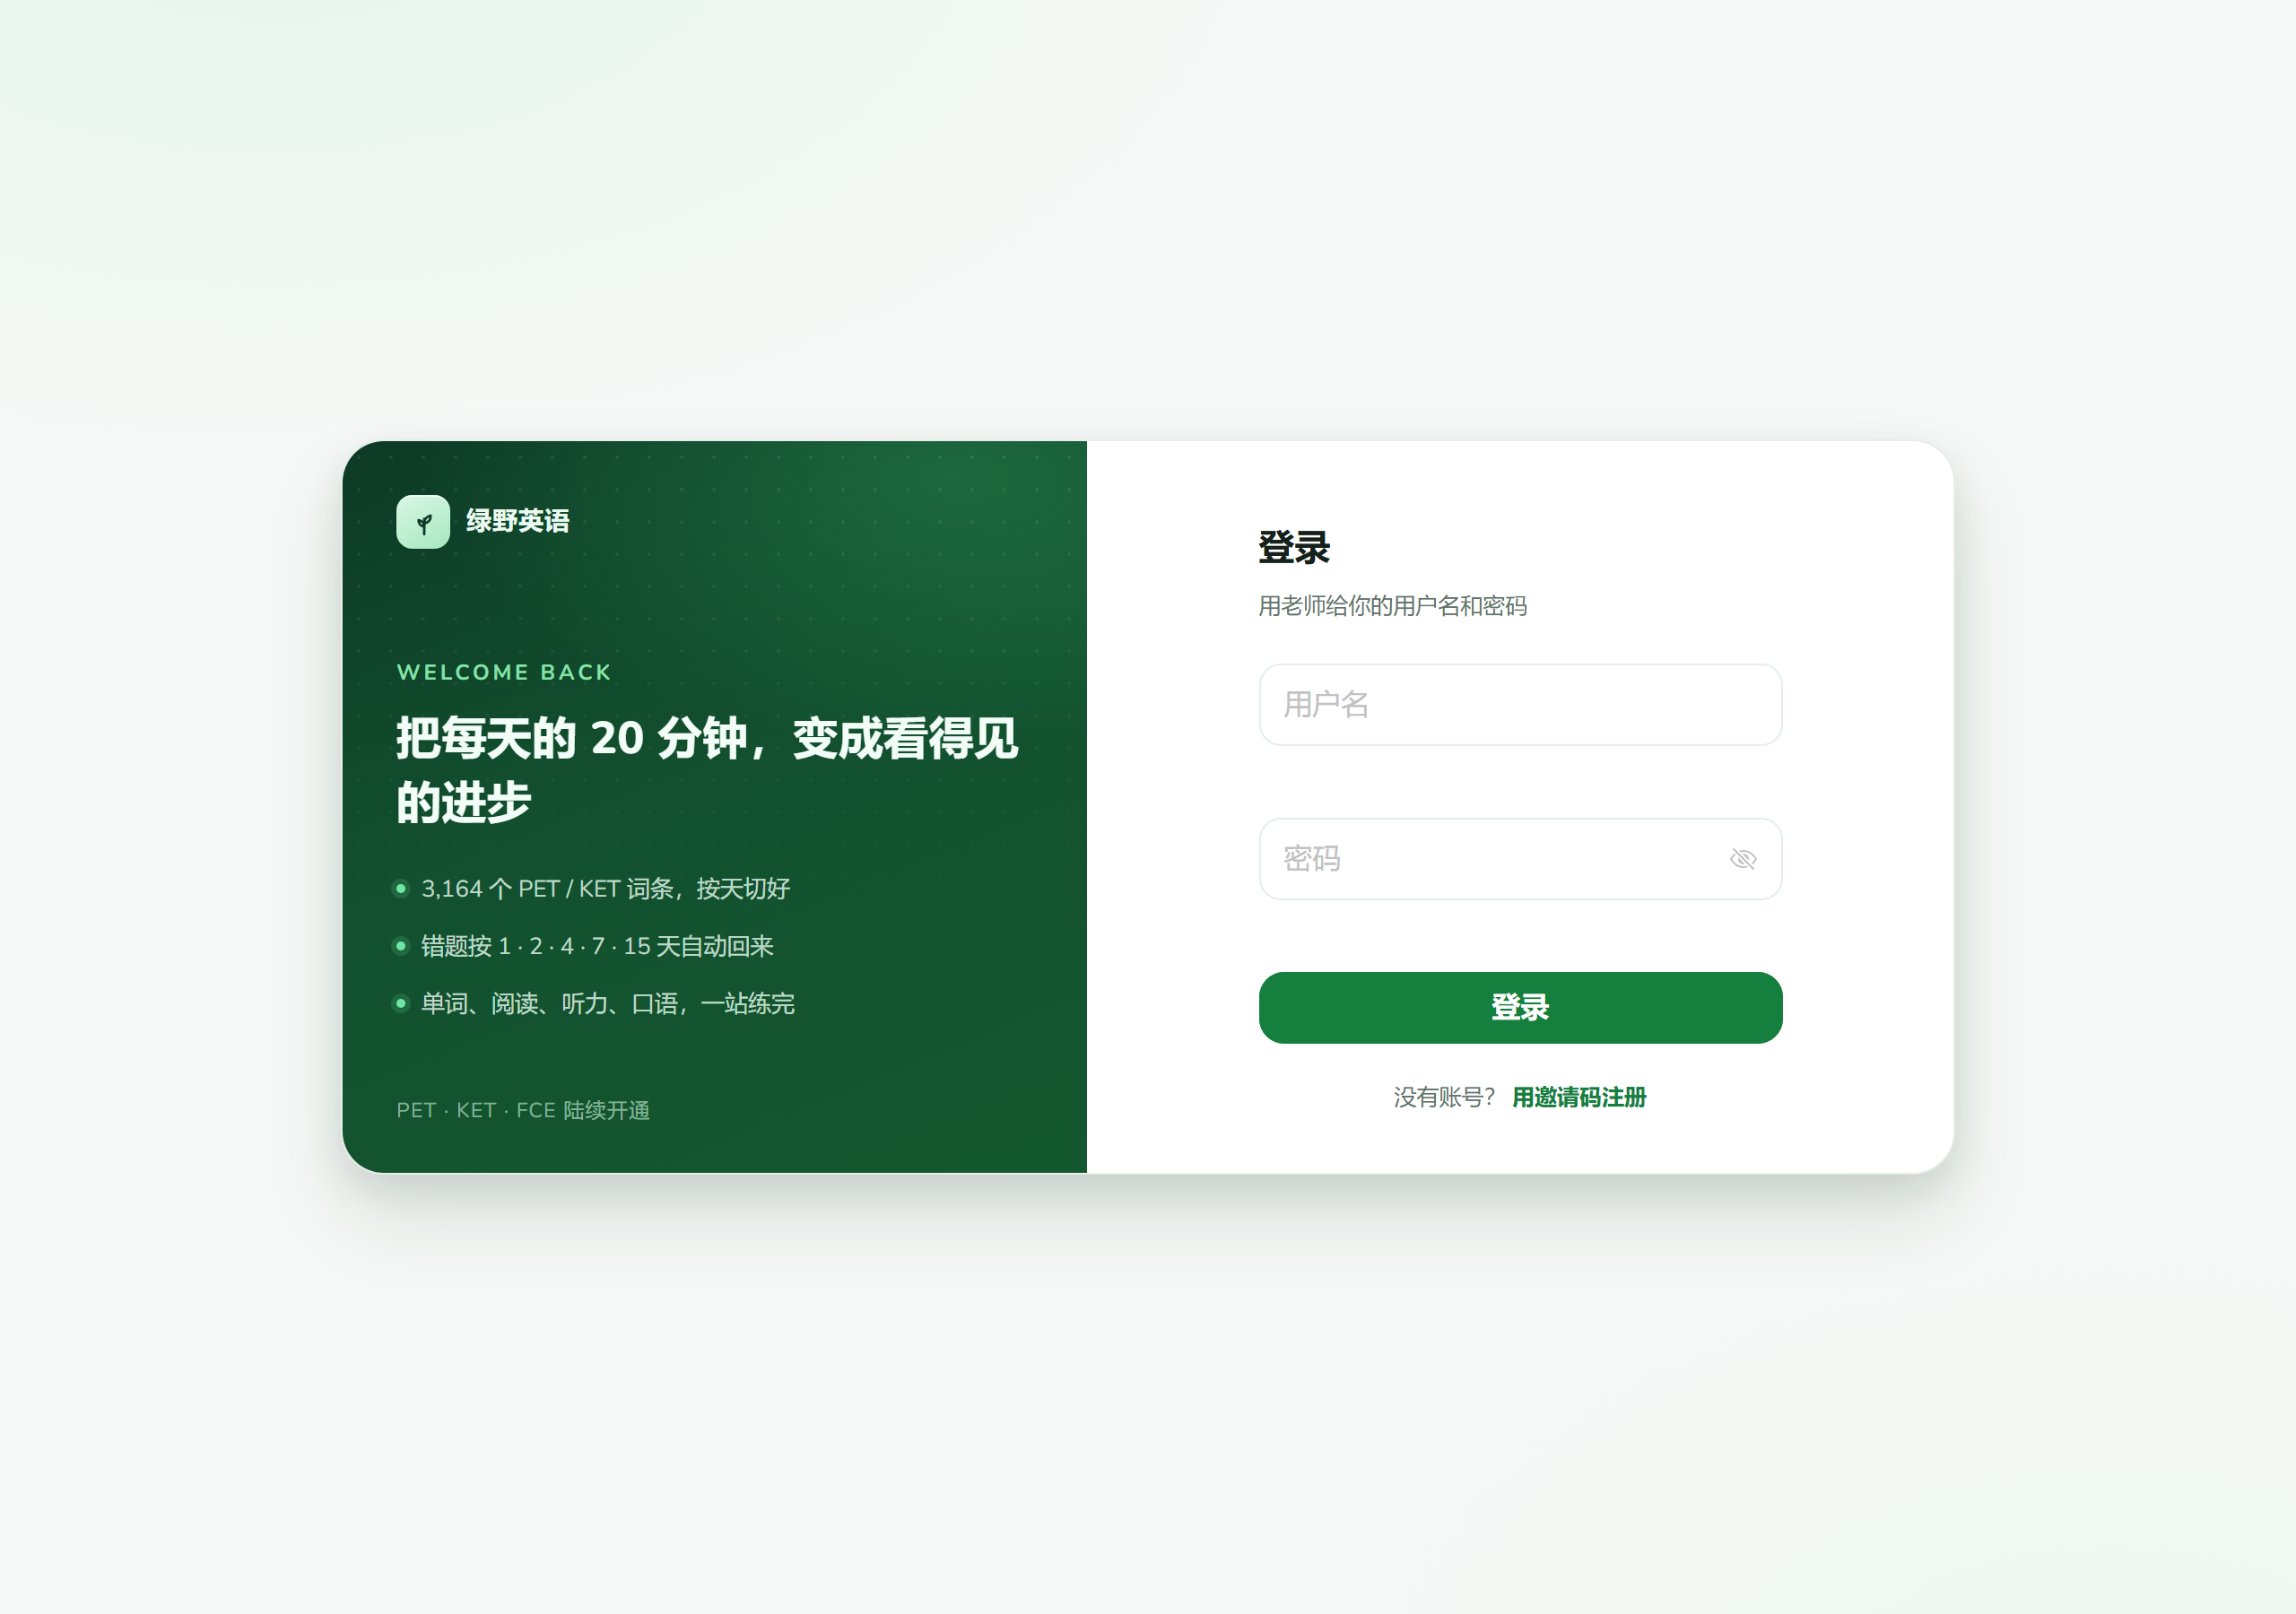 绿野英语
WELCOME BACK
把每天的 20 分钟，变成看得见
的进步
3,164 个 PET / KET 词条，按天切好
错题按 1 · 2 · 4 · 7 · 15 天自动回来
单词、阅读、听力、口语，一站练完
PET · KET · FCE 陆续开通
登录
用老师给你的用户名和密码
用户名
密码
登录
没有账号？ 用邀请码注册